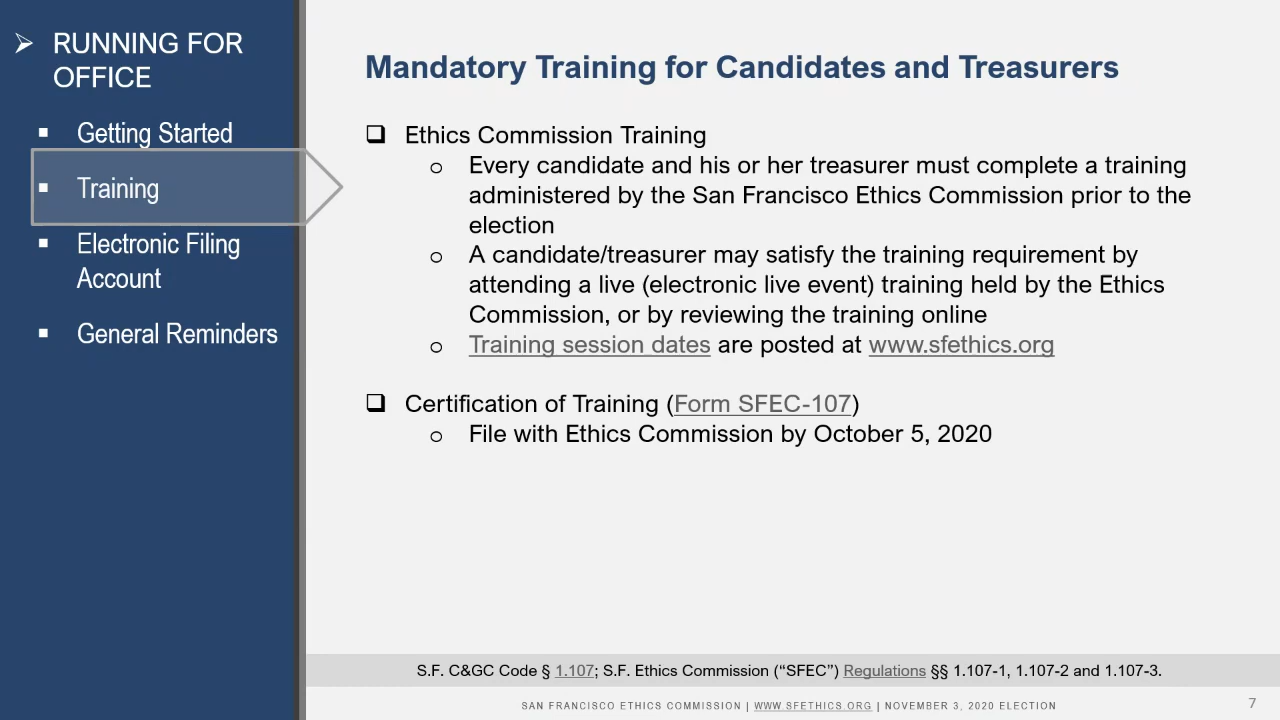 ➢ RUNNING FOR
OFFICE
▪ Getting Started
▪ Training
▪ Electronic Filing
Account
▪ General Reminders
Mandatory Training for Candidates and Treasurers
❑ Ethics Commission Training
o Every candidate and his or her treasurer must complete a training
administered by the San Francisco Ethics Commission prior to the
election
o A candidate/treasurer may satisfy the training requirement by
attending a live (electronic live event) training held by the Ethics
Commission, or by reviewing the training online
o Training session dates are posted at www.sfethics.org
❑ Certification of Training (Form SFEC-107)
o File with Ethics Commission by October 5, 2020
S.F. C&GC Code § 1.107; S.F. Ethics Commission (“SFEC”) Regulations §§ 1.107-1, 1.107-2 and 1.107-3.
SAN FRANCISCO ETHICS COMMISSION | WWW.SFETHICS.ORG | NOVEMBER 3, 2020 ELECTION
7